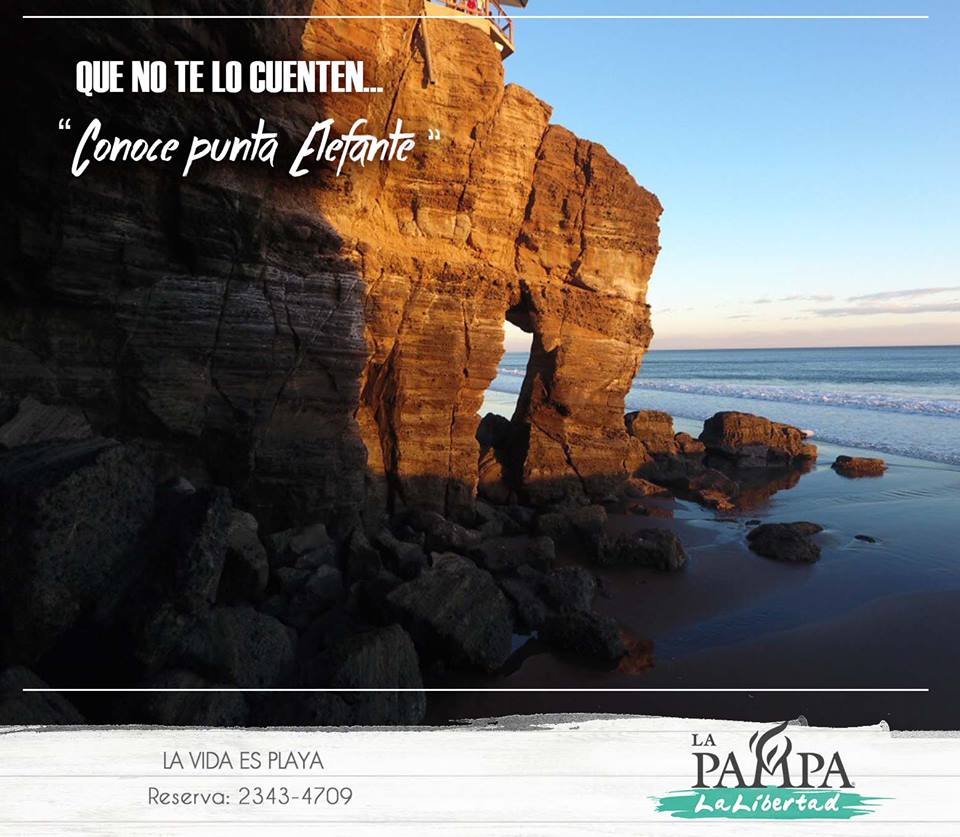 QUE NO TE LO CUENTEN...
“Conoce punta Elefante”
LA VIDA ES PLAYA
Reserva: 2343-4709
LA
PAMPA
La Libertad